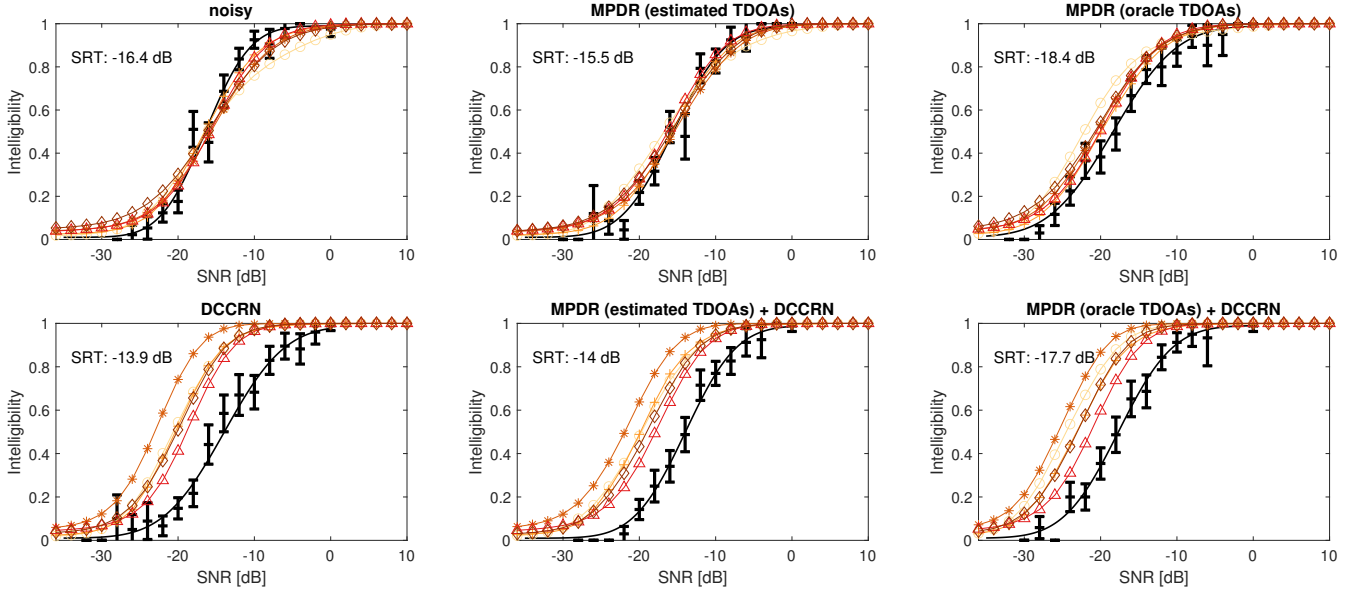 noisy
MPDR (estimated TDOAs)
MPDR (oracle TDOAs)
1
0.8
0.6
0.4
0.2
0
Intelligibility
SRT: -16.4 dB
-30
-20
-10
0
10
SNR [dB]
1
0.8
0.6
0.4
0.2
0
Intelligibility
SRT: -15.5 dB
-30
-20
-10
0
10
SNR [dB]
1
0.8
0.6
0.4
0.2
0
Intelligibility
SRT: -18.4 dB
-30
-20
-10
0
10
SNR [dB]
DCCRN
MPDR (estimated TDOAs) + DCCRN
MPDR (oracle TDOAs) + DCCRN
1
0.8
0.6
0.4
0.2
0
Intelligibility
SRT: -13.9 dB
-30
-20
-10
0
10
SNR [dB]
1
0.8
0.6
0.4
0.2
0
Intelligibility
SRT: -14 dB
-30
-20
-10
0
10
SNR [dB]
1
0.8
0.6
0.4
0.2
0
Intelligibility
SRT: -17.7 dB
-30
-20
-10
0
10
SNR [dB]